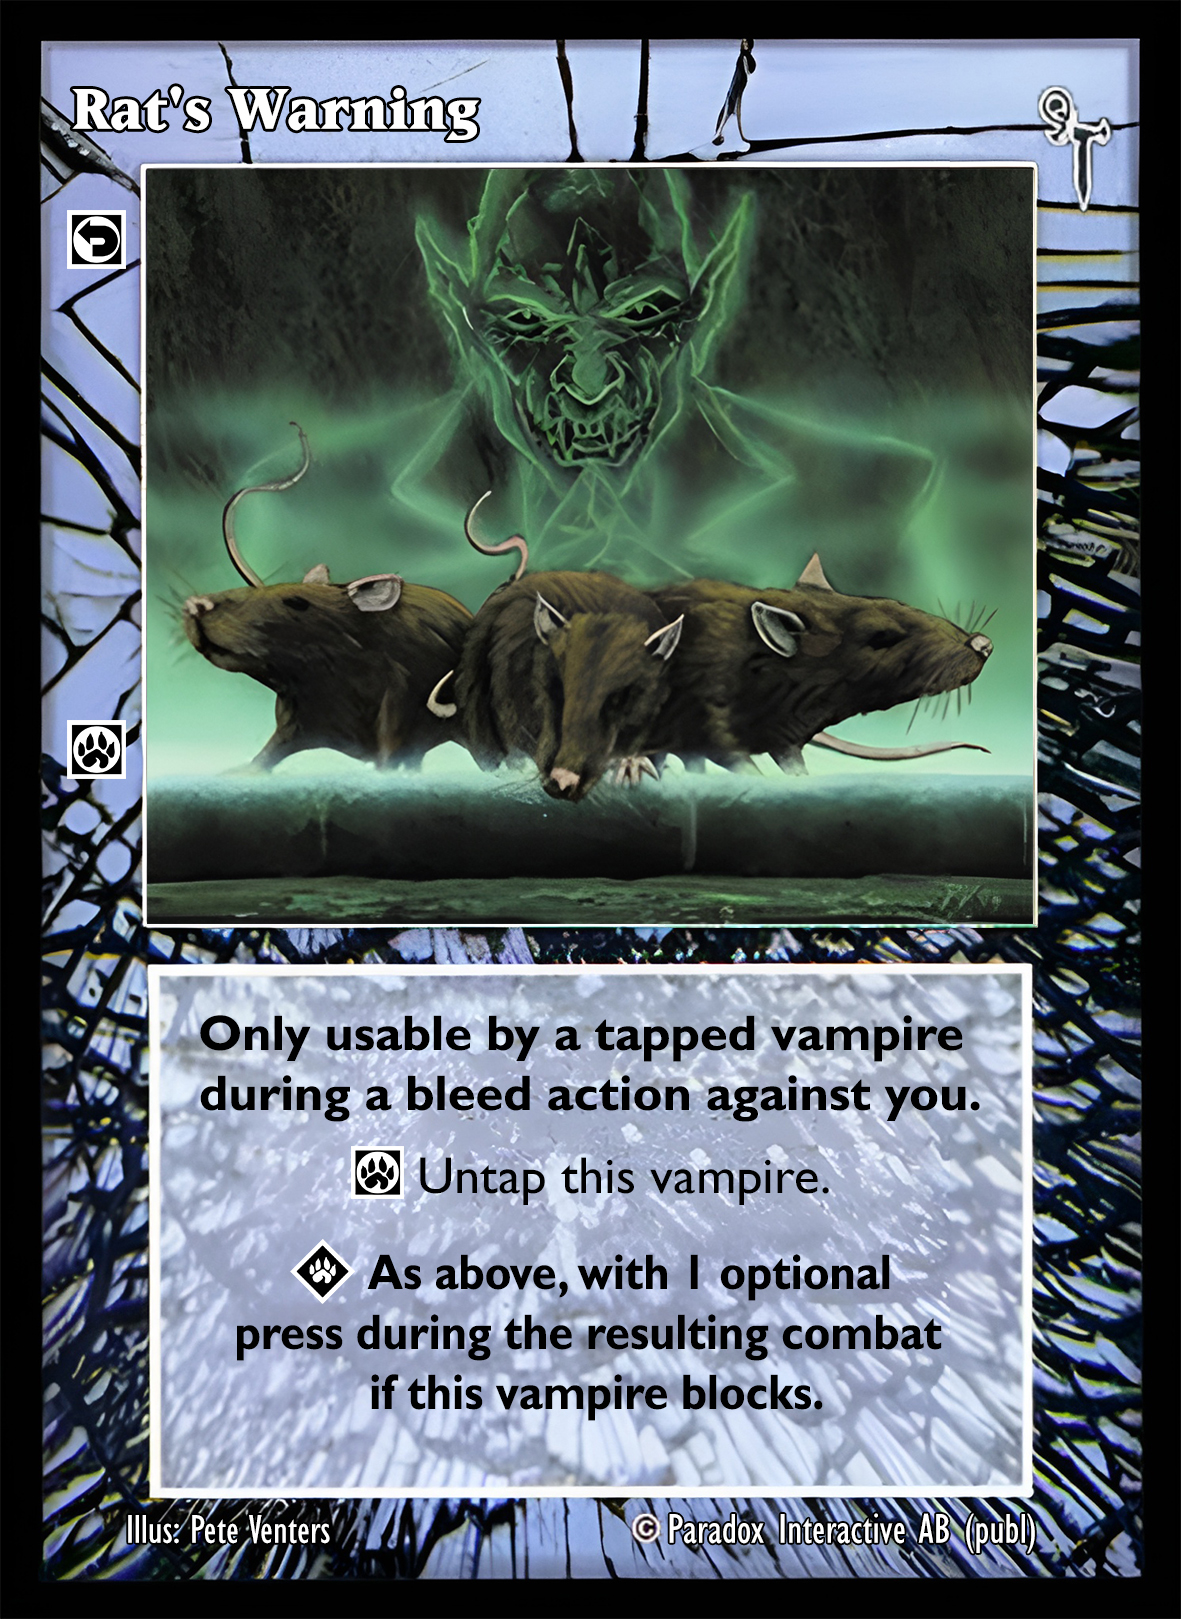 Rat's Warning
Only usable by a tapped vampire
during a bleed action against you.
Untap this vampire.
As above, with 1 optional
press during the resulting combat
if this vampire blocks.
Illus: Pete Venters
© Paradox Interactive AB (publ)